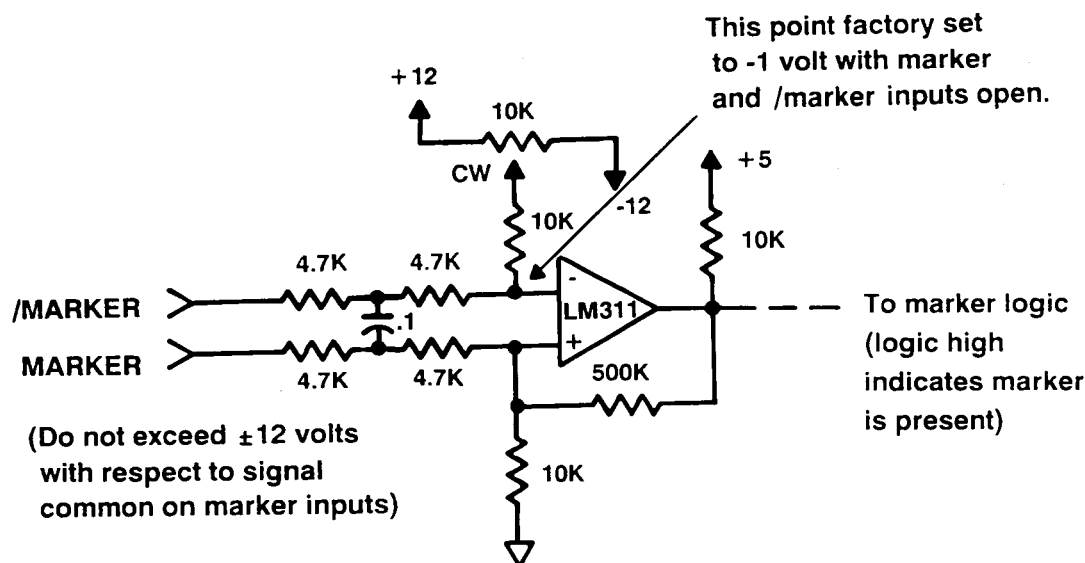 This point factory set
to -1 volt with marker
and /marker inputs open.
+12
10K
CW
-12
+5
10K
10K
4.7K
4.7K
/MARKER
-
LM311
+
.1
MARKER
4.7K
4.7K
500K
To marker logic
(logic high
indicates marker
is present)
(Do not exceed ±12 volts
with respect to signal
common on marker inputs)
10K